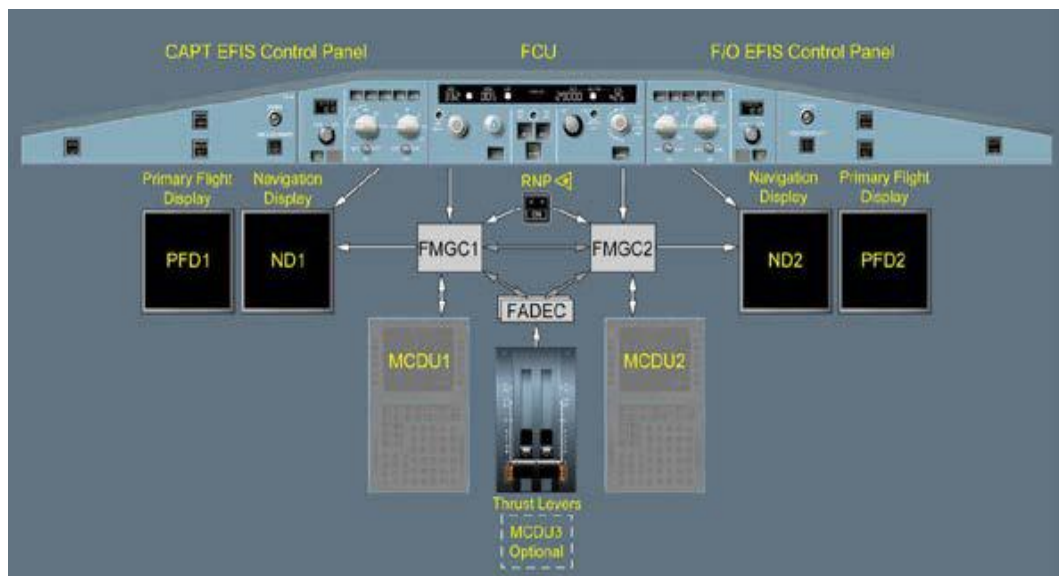 CAPT EFIS Control Panel
FCU
F/O EFIS Control Panel
Primary Flight
Display
Navigation
Display
RNP
ON
Navigation
Display
Primary Flight
Display
PFD1
ND1
FMGC1
FMGC2
ND2
PFD2
FADEC
MCDU1
MCDU2
Thrust Levers
MCDU3
Optional